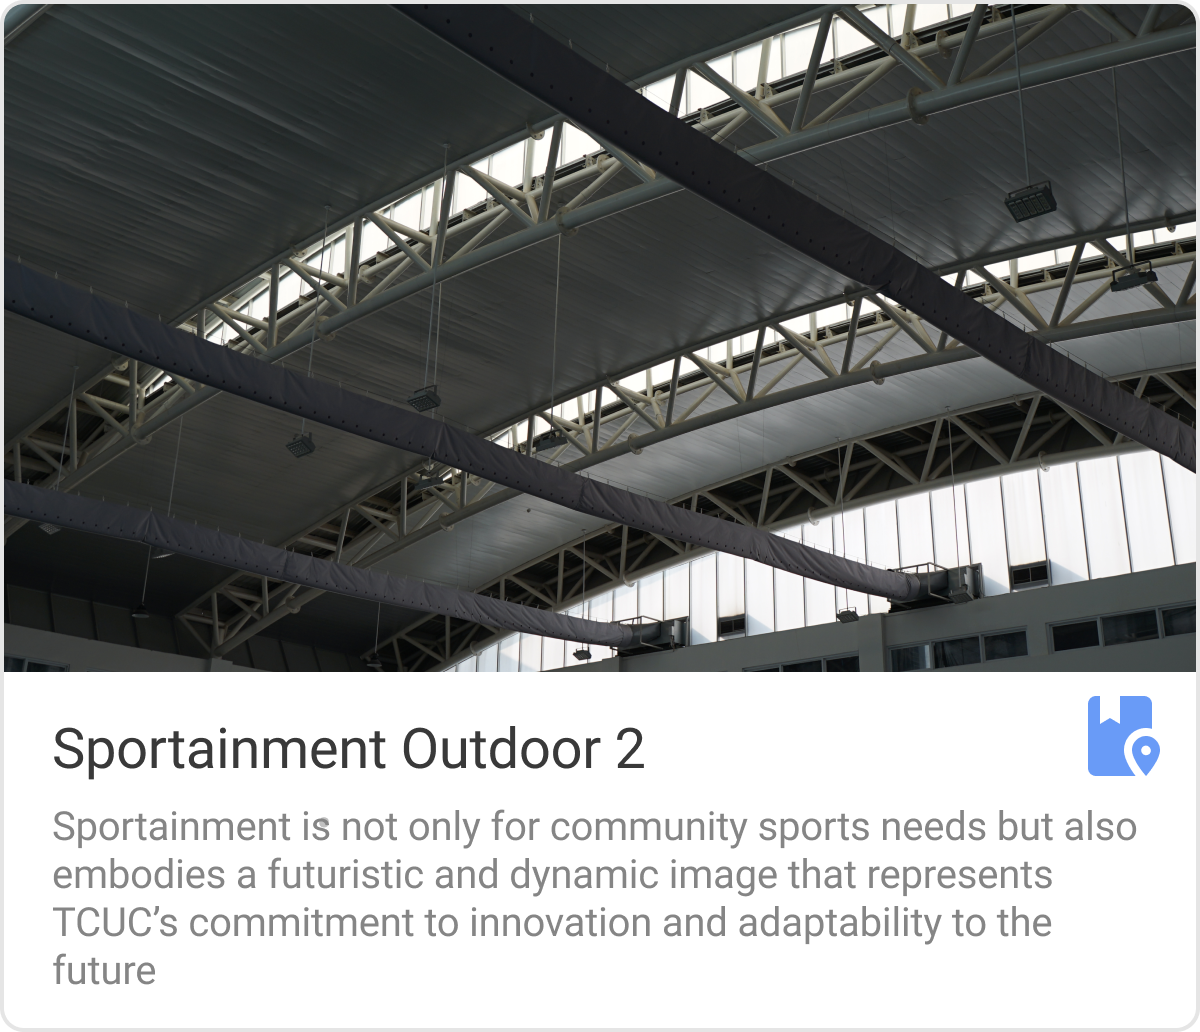 Sportainment Outdoor 2
Sportainment is not only for community sports needs but also
embodies a futuristic and dynamic image that represents
TCUC’s commitment to innovation and adaptability to the
future